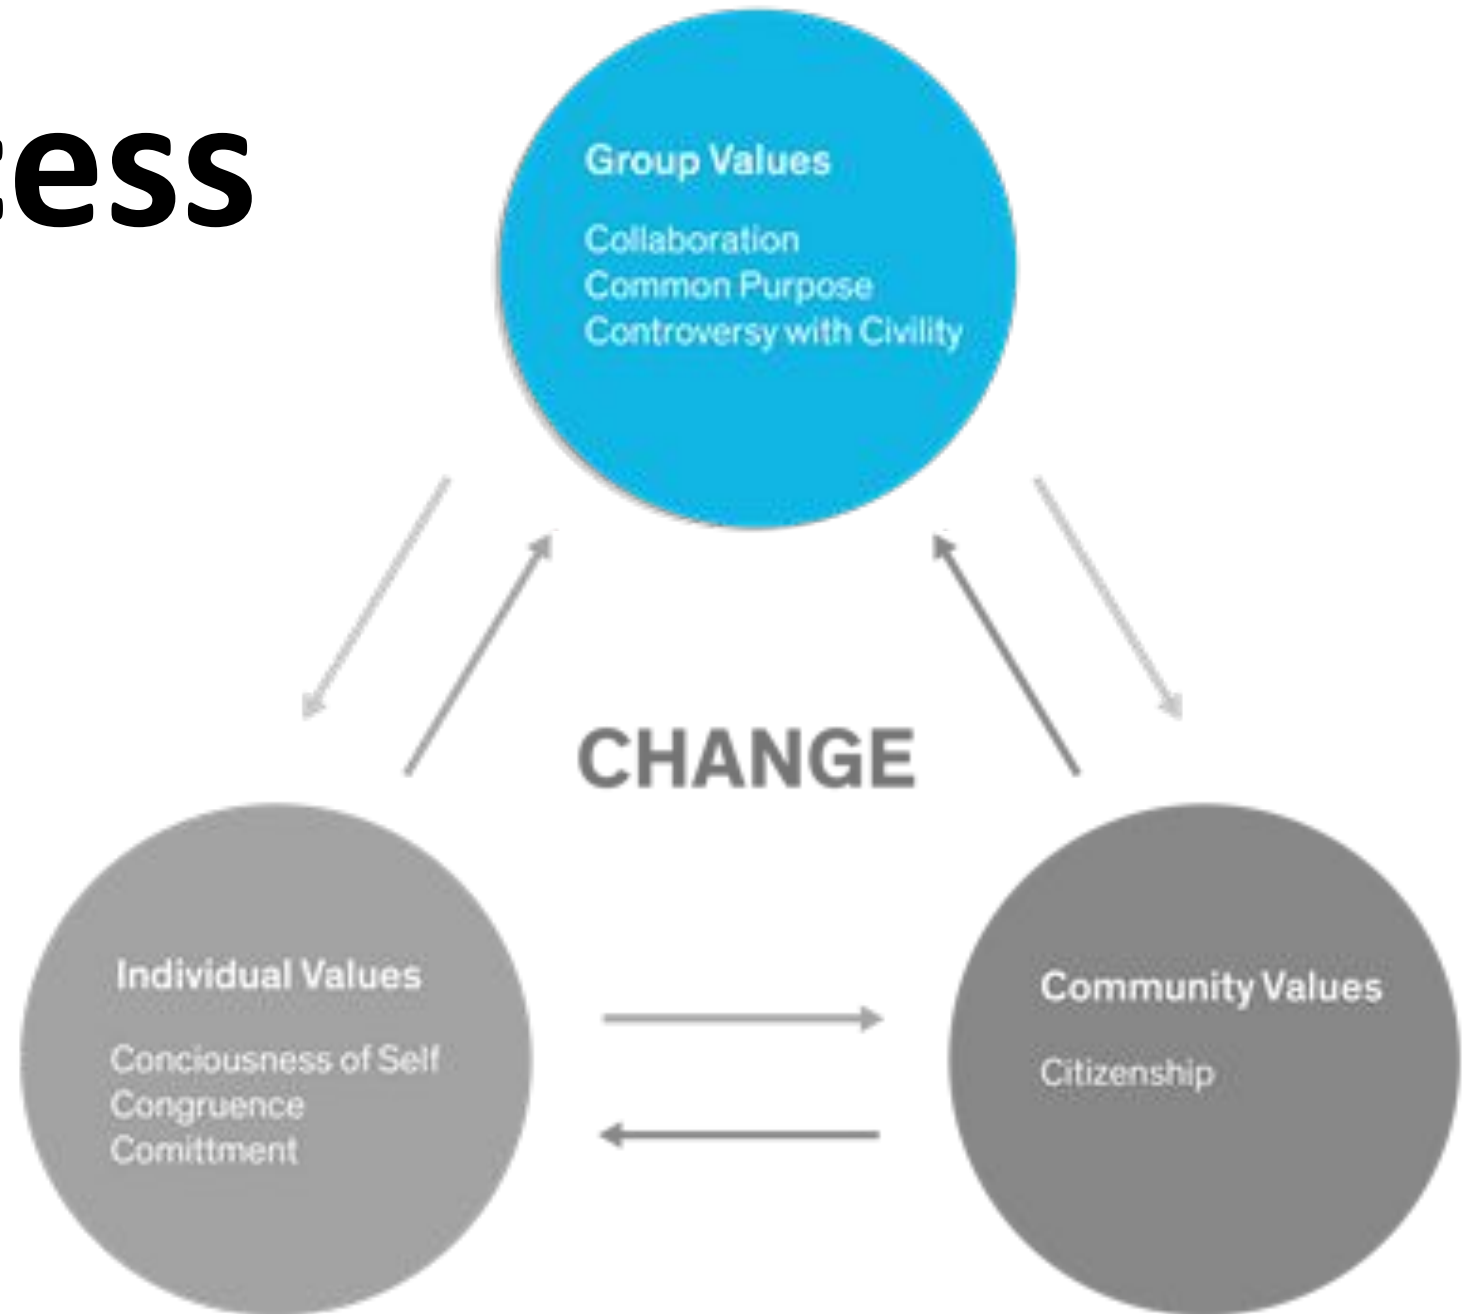 cess
Group Values
Collaboration
Common Purpose
Controversy with Civility
CHANGE
Individual Values
Conciousness of Self
Congruence
Comittment
Community Values
Citizenship